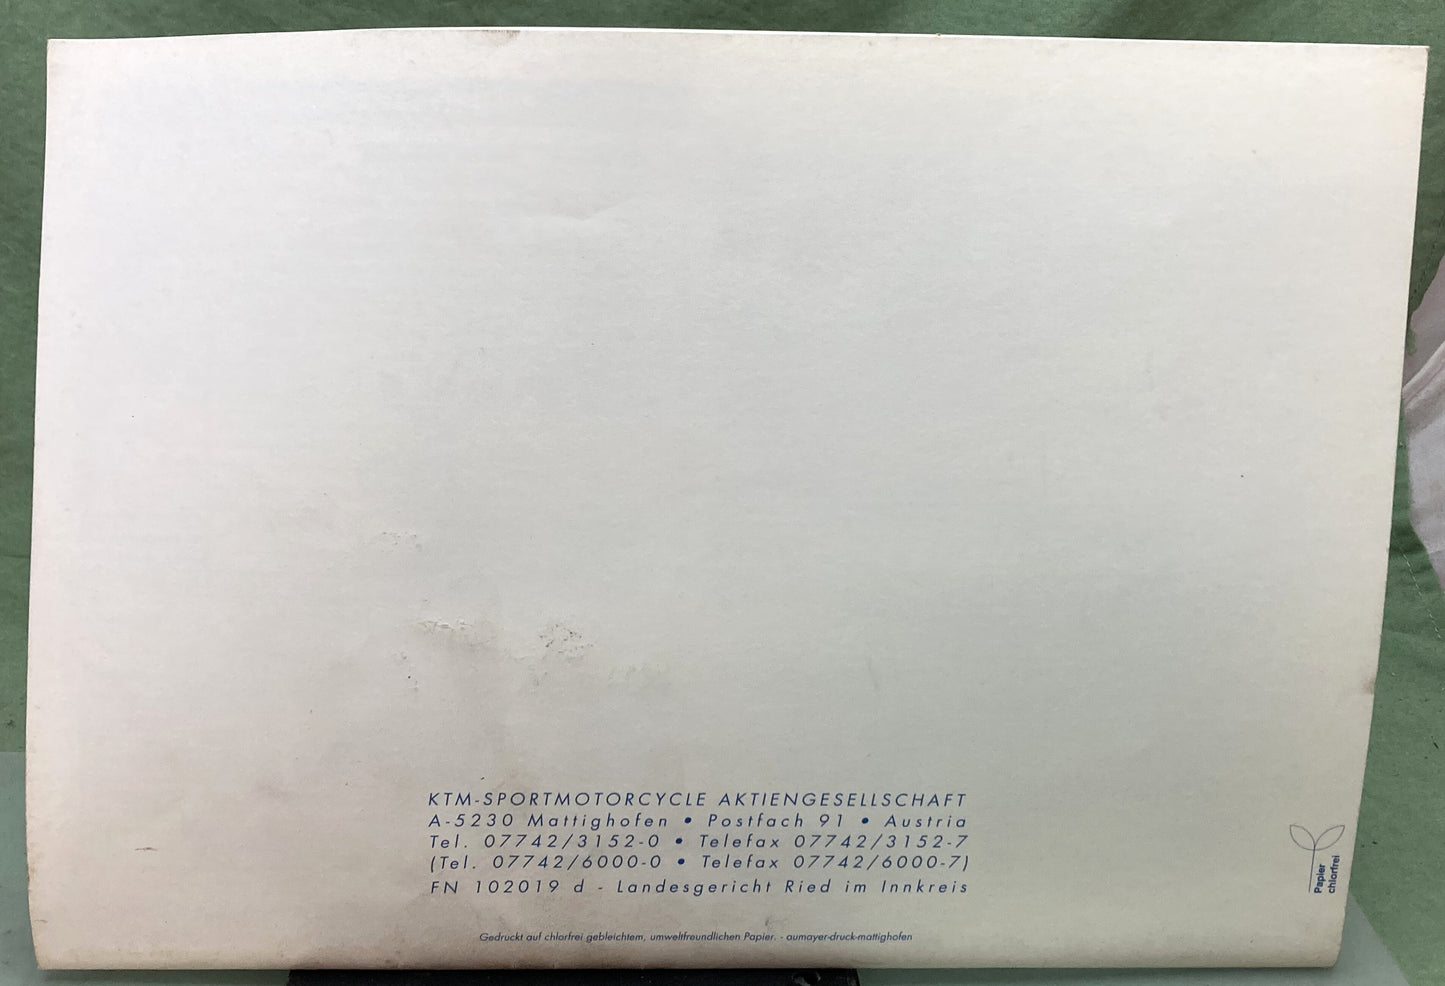 KTM-SPORTMOTORCYCLE AKTIENGESELLSCHAFT
A-5230 Mattighofen • Postfach 91 • Austria
Tel. 07742/3152-0 • Telefax 07742/3152-7
(Tel. 07742/6000-0 • Telefax 07742/6000-7)
FN 102019 d - Landesgericht Ried im Innkreis
Gedruckt auf chlorfrei gebleichtem, umweltfreundlichen Papier. - aumayer-druck-mattighofen
Papier
chlorfrei